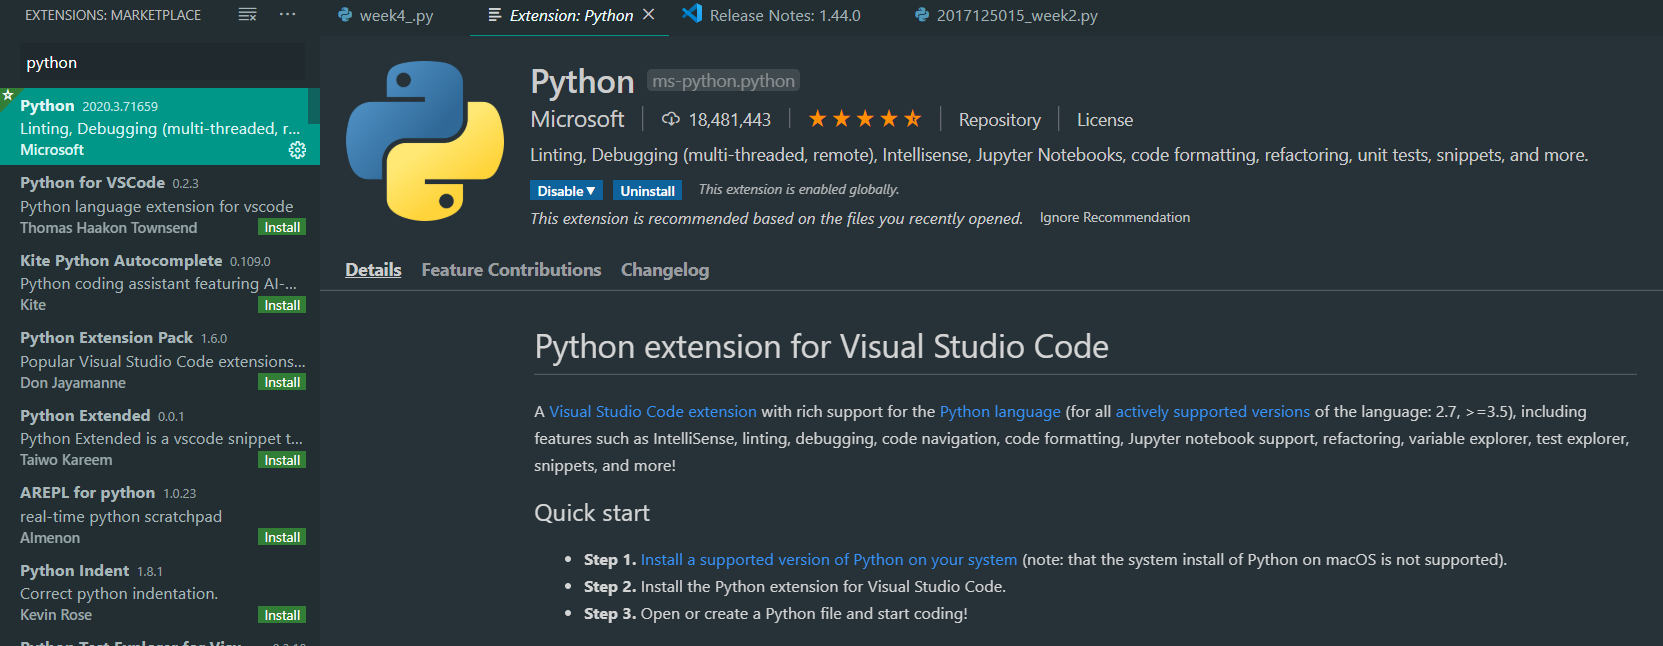 EXTENSIONS: MARKETPLACE
week4_.py
Extension: Python
Release Notes: 1.44.0
2017125015_week2.py
python
Python 2020.3.71659
Linting, Debugging (multi-threaded, r...
Microsoft
Python for VSCode 0.2.3
Python language extension for vscode
Thomas Haakon Townsend Install
Kite Python Autocomplete 0.109.0
Python coding assistant featuring AI-...
Kite Install
Python Extension Pack 1.6.0
Popular Visual Studio Code extensions...
Don Jayamanne Install
Python Extended 0.0.1
Python Extended is a vscode snippet t...
Taiwo Kareem Install
AREPL for python 1.0.23
real-time python scratchpad
Almenon Install
Python Indent 1.8.1
Correct python indentation.
Kevin Rose Install
Python ms-python.python
Microsoft 18,481,443 Repository License
Linting, Debugging (multi-threaded, remote), Intellisense, Jupyter Notebooks, code formatting, refactoring, unit tests, snippets, and more.
Disable Uninstall This extension is enabled globally.
This extension is recommended based on the files you recently opened. Ignore Recommendation
Details Feature Contributions Changelog
Python extension for Visual Studio Code
A Visual Studio Code extension with rich support for the Python language (for all actively supported versions of the language: 2.7, >=3.5), including
features such as IntelliSense, linting, debugging, code navigation, code formatting, Jupyter notebook support, refactoring, variable explorer, test explorer,
snippets, and more!
Quick start
• Step 1. Install a supported version of Python on your system (note: that the system install of Python on macOS is not supported).
• Step 2. Install the Python extension for Visual Studio Code.
• Step 3. Open or create a Python file and start coding!